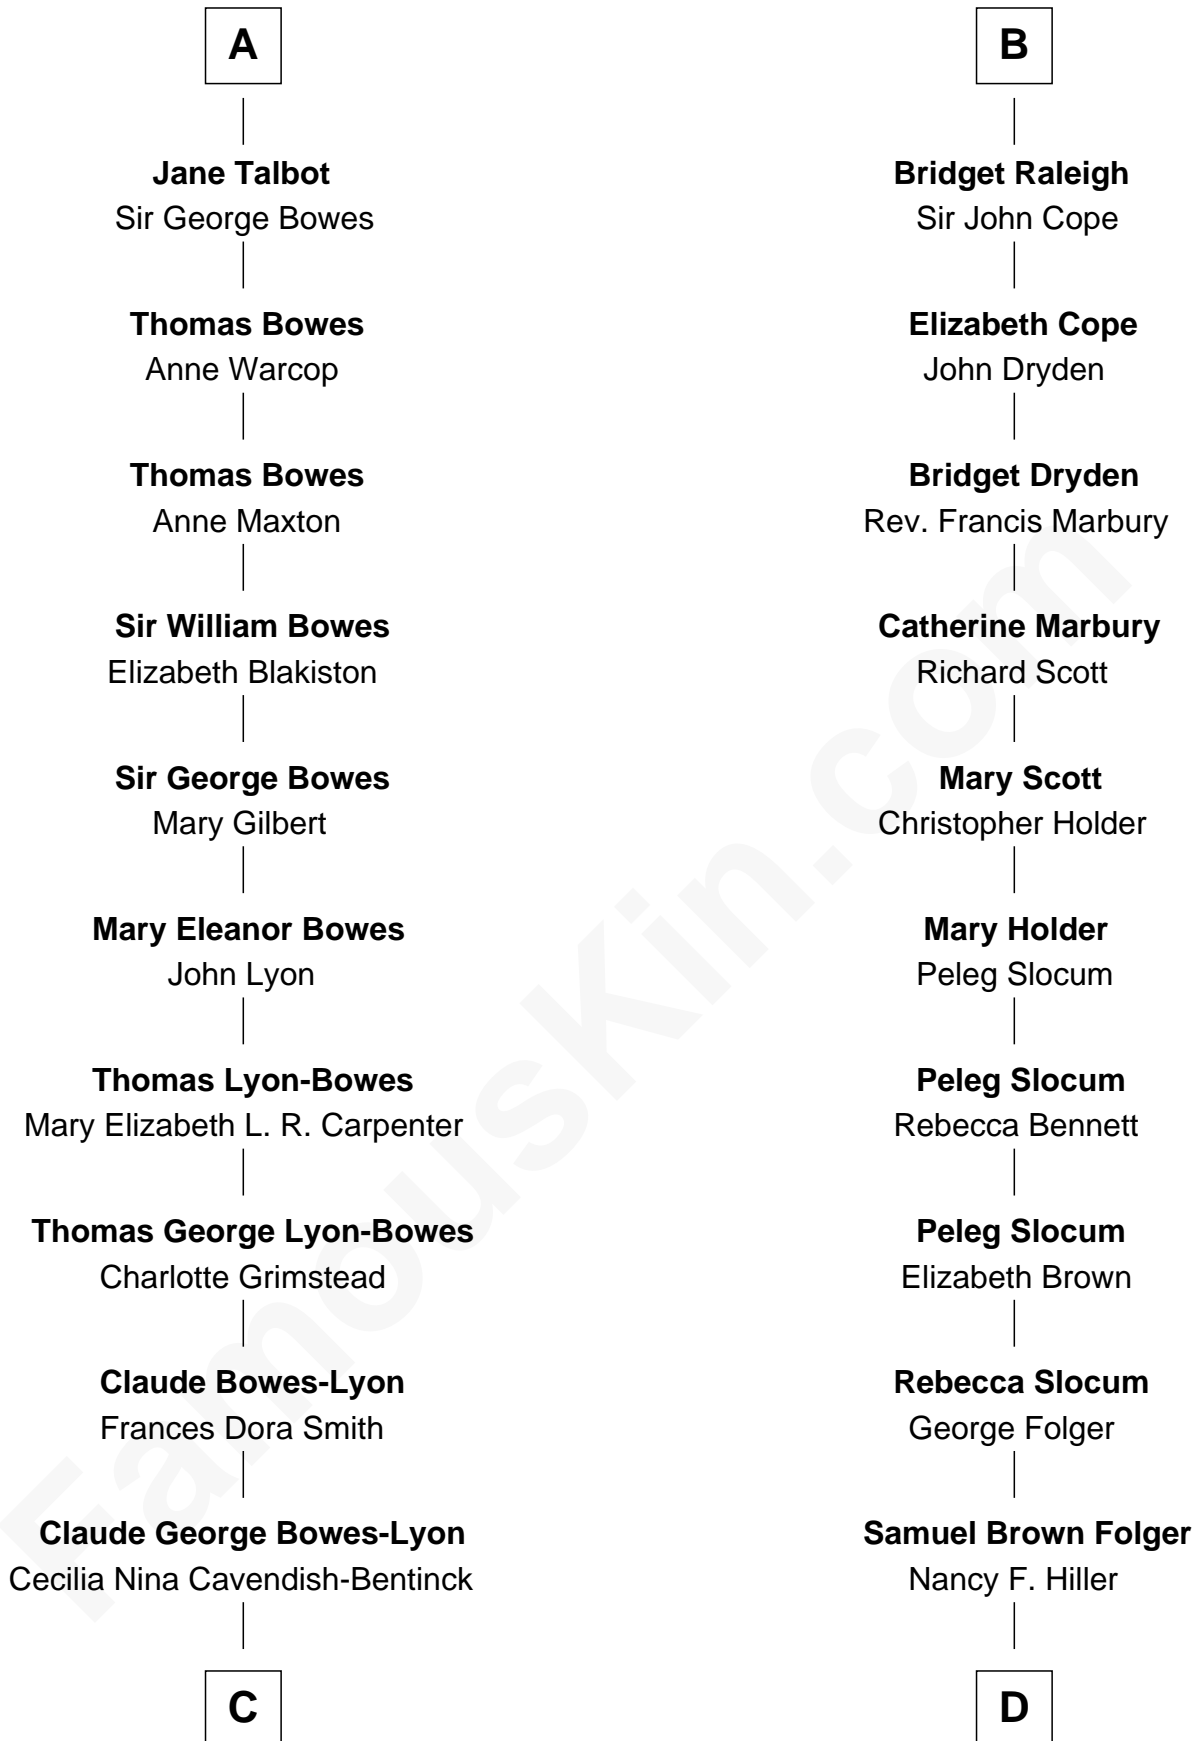 A
Jane Talbot
Sir George Bowes
Thomas Bowes
Anne Warcop
Thomas Bowes
Anne Maxton
Sir William Bowes
Elizabeth Blakiston
Sir George Bowes
Mary Gilbert
Mary Eleanor Bowes
John Lyon
Thomas Lyon-Bowes
Mary Elizabeth L. R. Carpenter
Thomas George Lyon-Bowes
Charlotte Grimstead
Claude Bowes-Lyon
Frances Dora Smith
Claude George Bowes-Lyon
Cecilia Nina Cavendish-Bentinck
C
B
Bridget Raleigh
Sir John Cope
Elizabeth Cope
John Dryden
Bridget Dryden
Rev. Francis Marbury
Catherine Marbury
Richard Scott
Mary Scott
Christopher Holder
Mary Holder
Peleg Slocum
Peleg Slocum
Rebecca Bennett
Peleg Slocum
Elizabeth Brown
Rebecca Slocum
George Folger
Samuel Brown Folger
Nancy F. Hiller
D
FamousKin.com